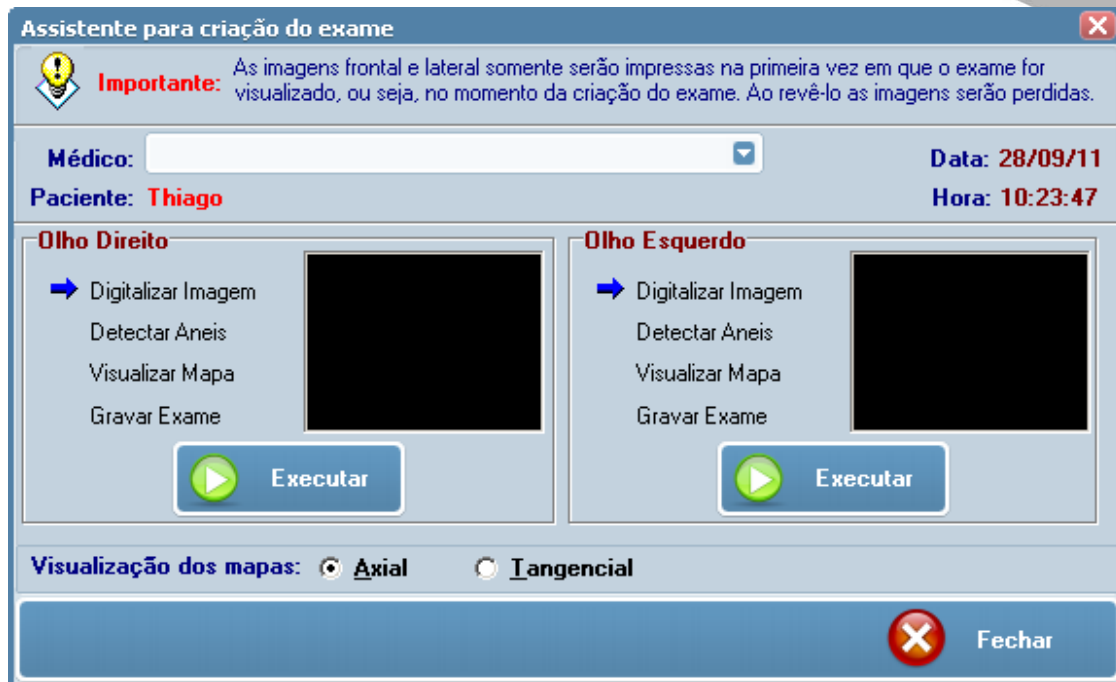 Assistente para criação do exame
Importante: As imagens frontal e lateral somente serão impressas na primeira vez em que o exame for
visualizado, ou seja, no momento da criação do exame. Ao revê-lo as imagens serão perdidas.
Médico:
Data: 28/09/11
Paciente: Thiago
Hora: 10:23:47
Olho Direito
Digitalizar Imagem
Detectar Aneis
Visualizar Mapa
Gravar Exame
Executar
Olho Esquerdo
Digitalizar Imagem
Detectar Aneis
Visualizar Mapa
Gravar Exame
Executar
Visualização dos mapas: Axial Tangencial
Fechar